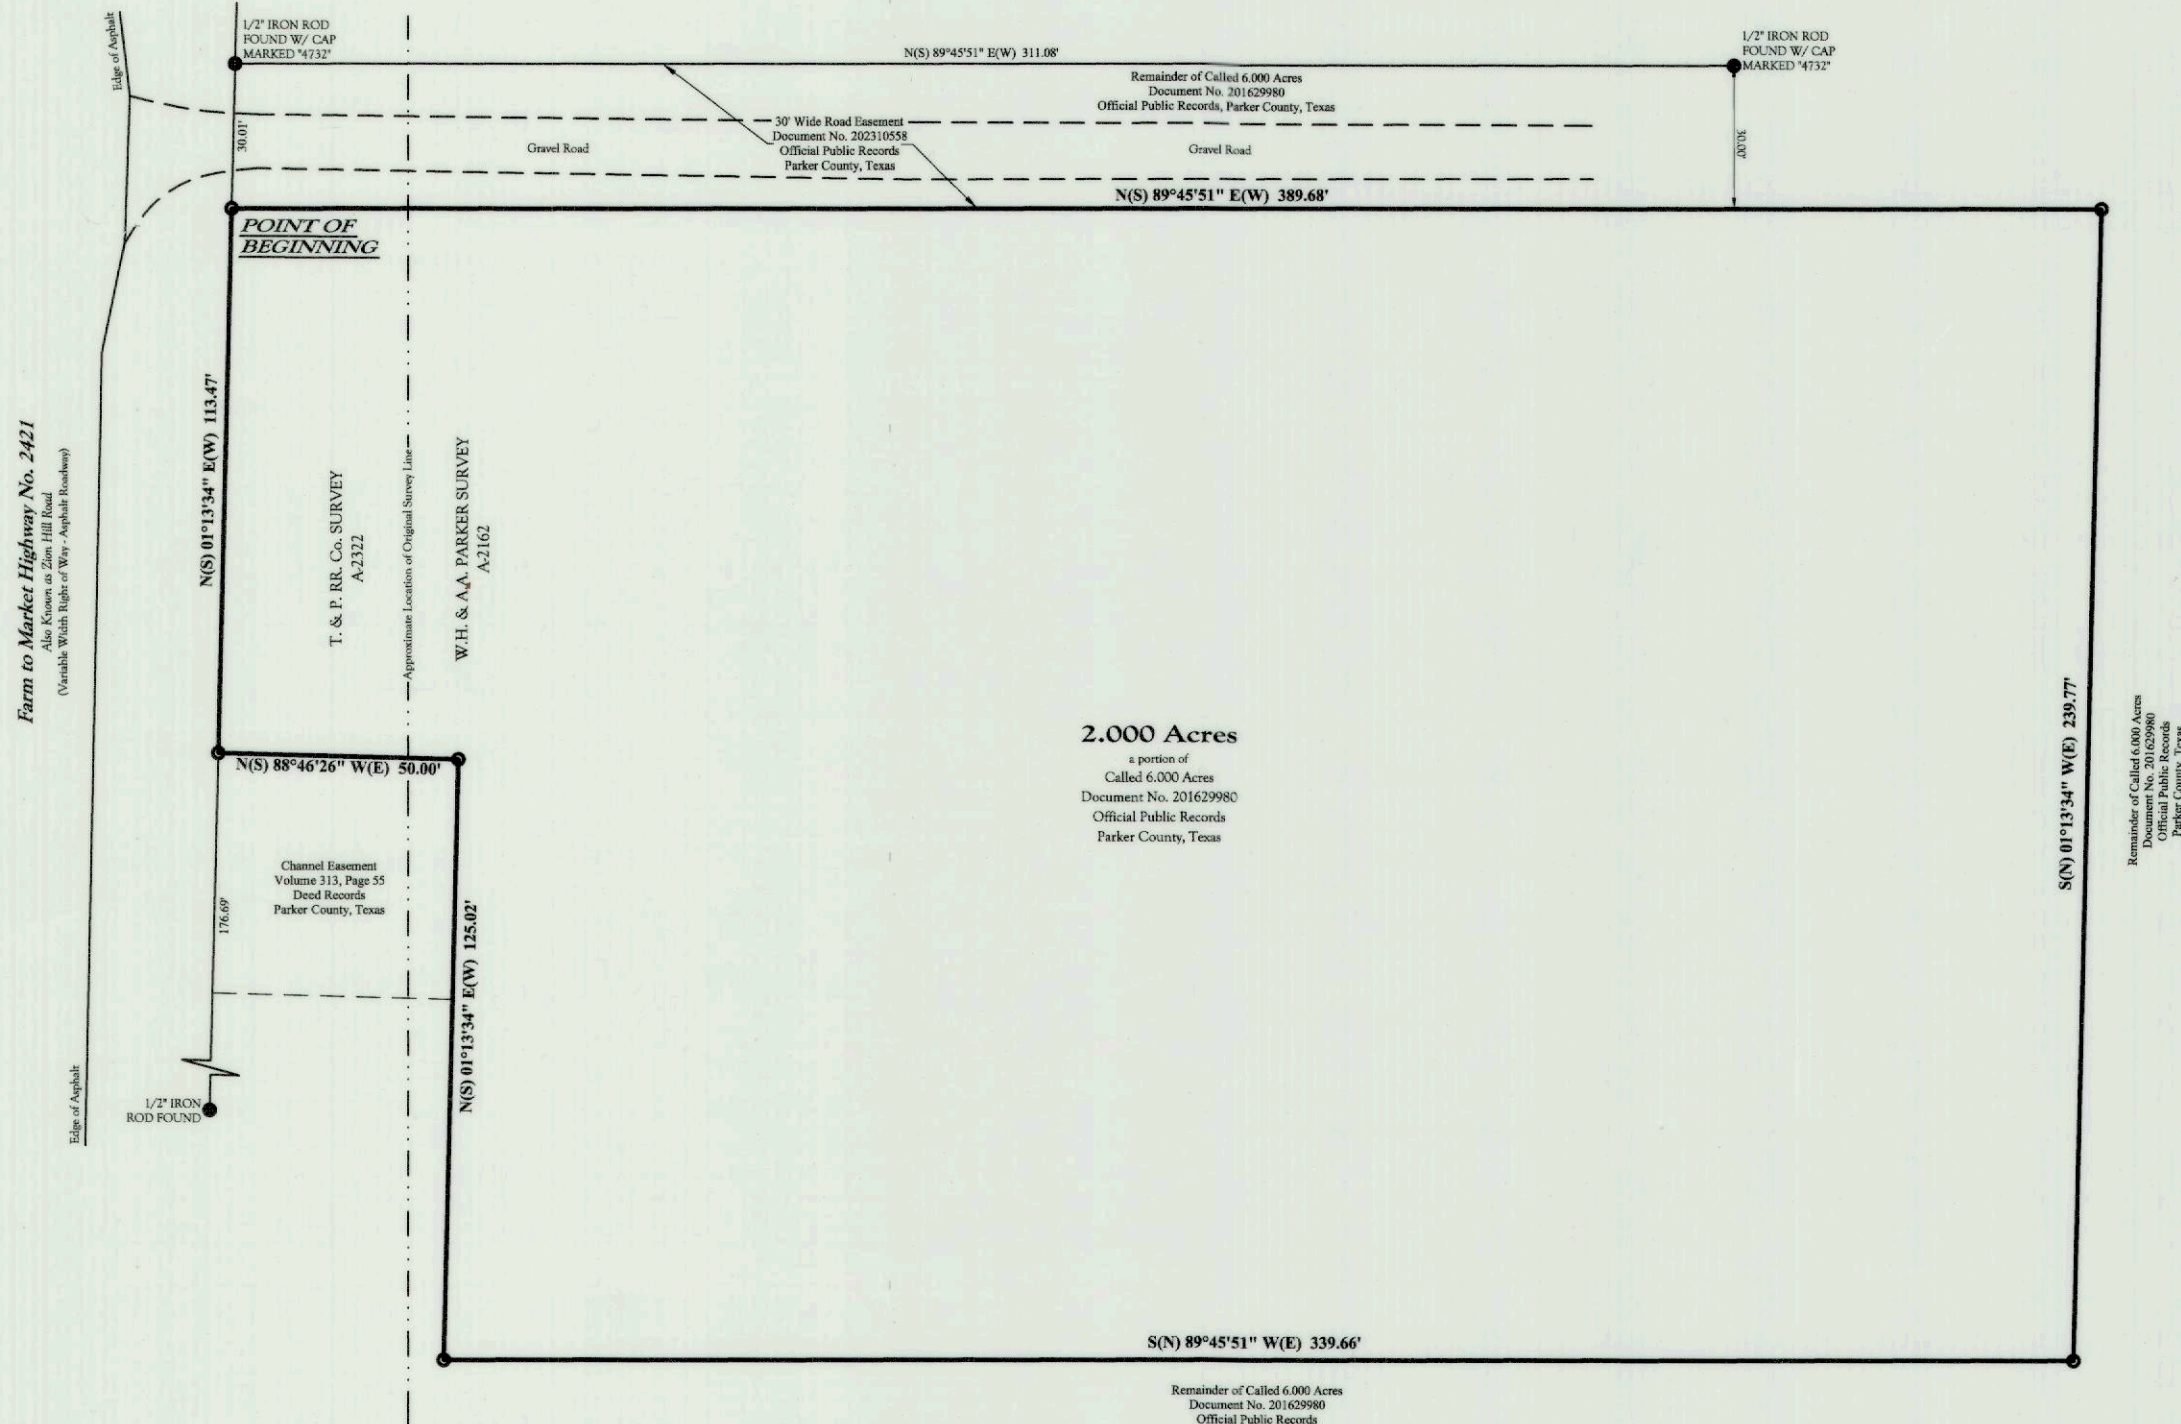 Edge of Asphalt
1/2" IRON ROD
FOUND W/ CAP
MARKED "4732"
N(S) 89°45'51" E(W) 311.08'
1/2" IRON ROD
FOUND W/ CAP
MARKED "4732"
Remainder of Called 6.000 Acres
Document No. 201629980
Official Public Records, Parker County, Texas
30.01'
30' Wide Road Easement
Document No. 202310558
Official Public Records
Parker County, Texas
Gravel Road
Gravel Road
30.00'
N(S) 89°45'51" E(W) 389.68'
POINT OF
BEGINNING
Farm to Market Highway No. 2421
Also Known as Zion Hill Road
(Variable Width Right of Way - Asphalt Roadway)
N(S) 01°13'34" E(W) 113.47'
T. & P. RR. Co. SURVEY
A-2322
Approximate Location of Original Survey Line
W.H. & A.A. PARKER SURVEY
A-2162
2.000 Acres
a portion of
Called 6.000 Acres
Document No. 201629980
Official Public Records
Parker County, Texas
S(N) 01°13'34" W(E) 239.77'
Remainder of Called 6.000 Acres
Document No. 201629980
Official Public Records
Parker County, Texas
N(S) 88°46'26" W(E) 50.00'
Channel Easement
Volume 313, Page 55
Deed Records
Parker County, Texas
176.69'
N(S) 01°13'34" E(W) 125.02'
Edge of Asphalt
1/2" IRON
ROD FOUND
S(N) 89°45'51" W(E) 339.66'
Remainder of Called 6.000 Acres
Document No. 201629980
Official Public Records